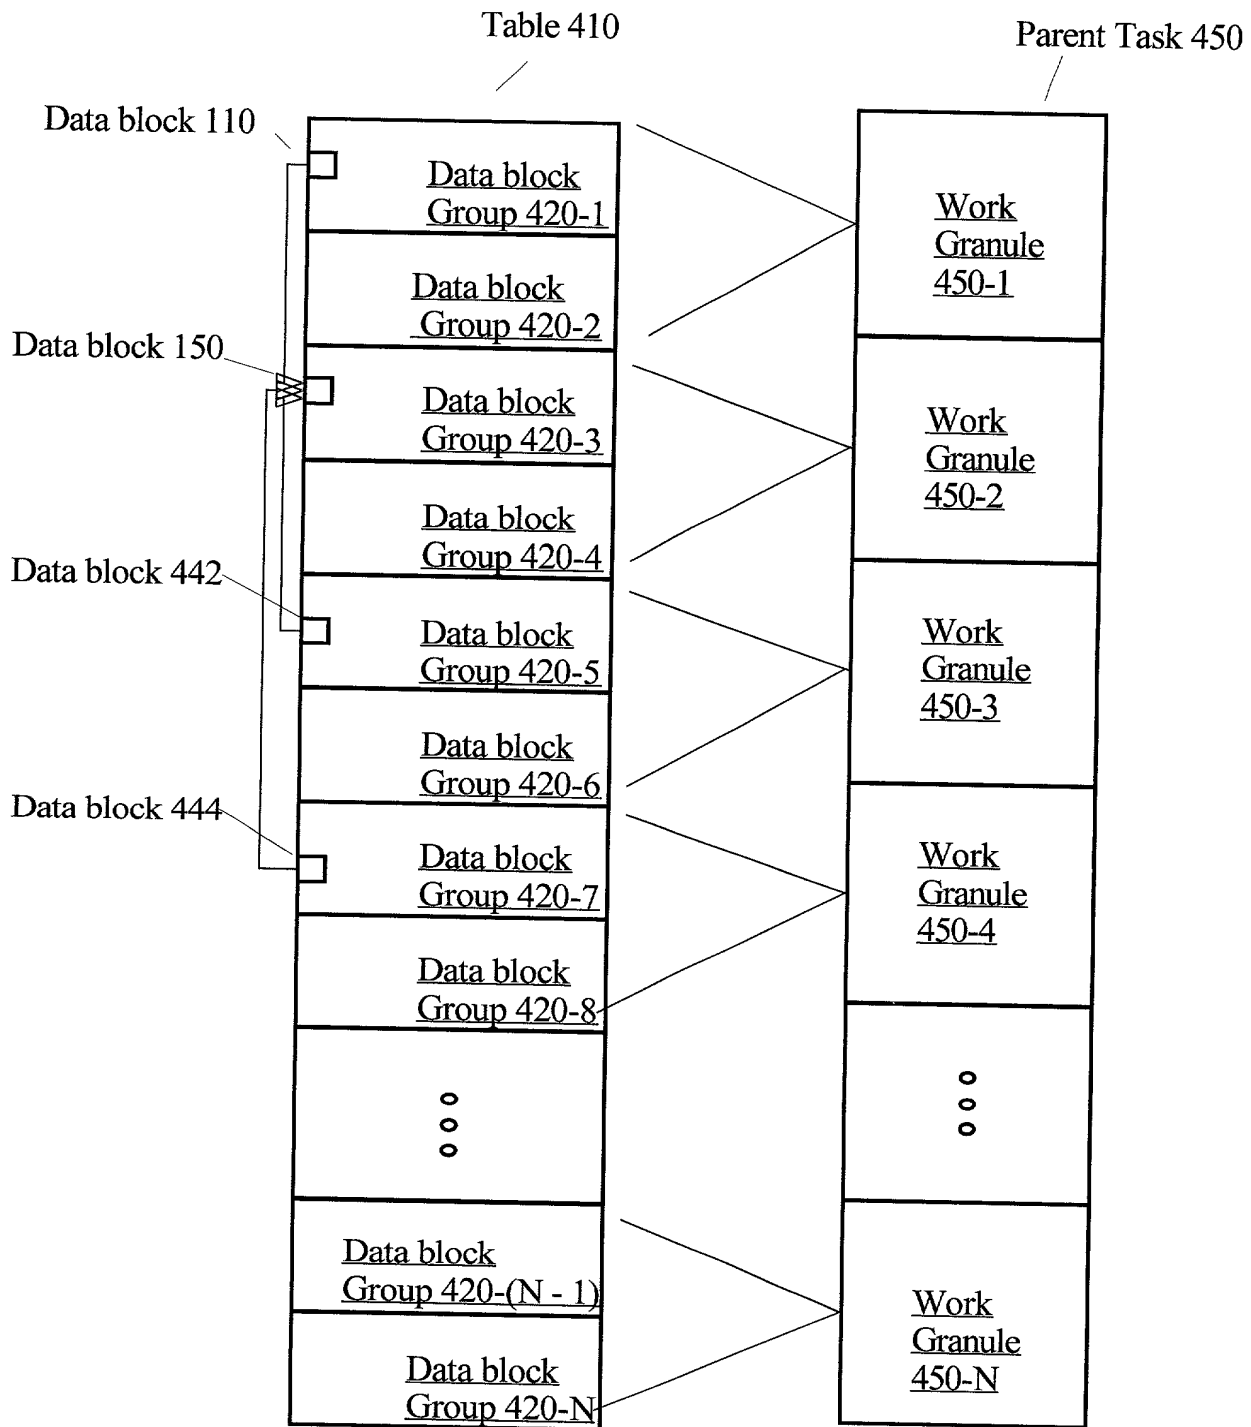 Table 410
Parent Task 450
Data block 110
Data block
Group 420-1
Work
Granule
450-1
Data block
Group 420-2
Data block 150
Data block
Group 420-3
Work
Granule
450-2
Data block
Group 420-4
Data block 442
Data block
Group 420-5
Work
Granule
450-3
Data block
Group 420-6
Data block 444
Data block
Group 420-7
Work
Granule
450-4
Data block
Group 420-8
Data block
Group 420-(N - 1)
Work
Granule
450-N
Data block
Group 420-N